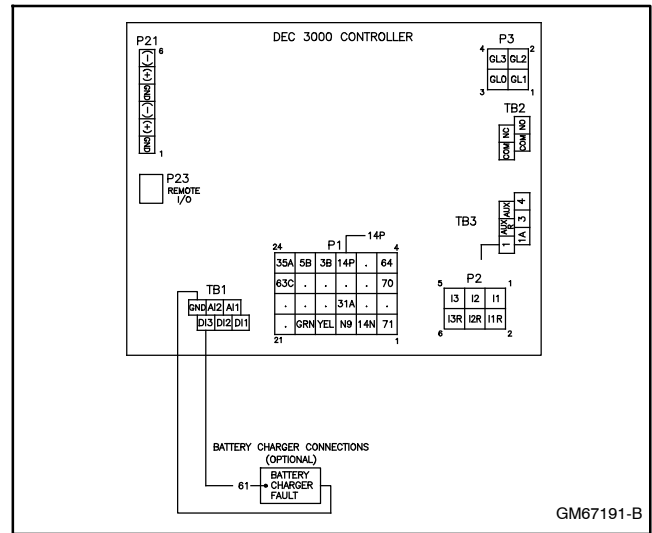 DEC 3000 CONTROLLER
P21
6
(-)
(+)
GND
(-)
(+)
GND
1
P23
REMOTE
I/O
P3
4 2
GL3 GL2
GL0 GL1
3 1
TB2
NC NO
COM COM
TB3
AUX AUX 4
R 3
1 1A
14P
24 P1 4
35A 5B 3B 14P . 64
63C . . . . 70
. . . 31A . .
. GRN YEL N9 14N 71
21 1
P2
5 1
I3 I2 I1
I3R I2R I1R
6 2
TB1
GND AI2 AI1
DI3 DI2 DI1
BATTERY CHARGER CONNECTIONS
(OPTIONAL)
61
BATTERY
CHARGER
FAULT
GM67191-B